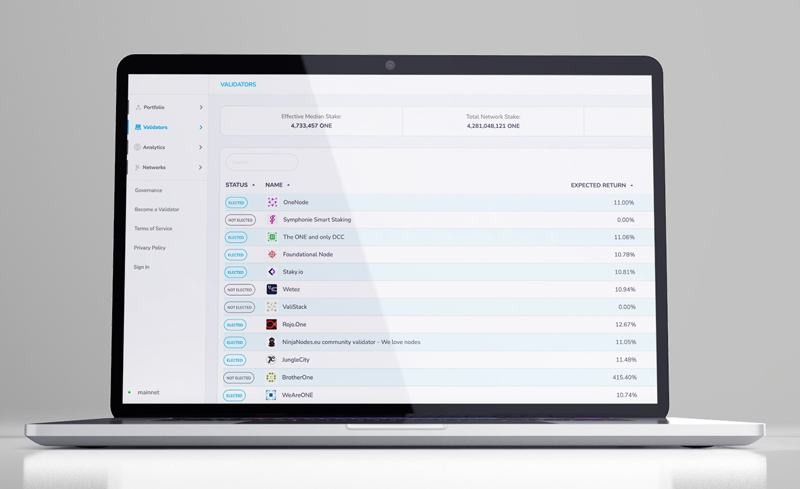 VALIDATORS
Portfolio
Validators
Analytics
Networks
Governance
Become a Validator
Terms of Service
Privacy Policy
Sign In
mainnet
Effective Median Stake:
4,733,457 ONE
Total Network Stake:
4,281,048,121 ONE
STATUS NAME EXPECTED RETURN
ELECTED OneNode 11.00%
NOT ELECTED Symphonie Smart Staking 0.00%
ELECTED The ONE and only DCC 11.06%
ELECTED Foundational Node 10.78%
ELECTED Staky.io 10.81%
NOT ELECTED Wetez 10.94%
NOT ELECTED ValiStack 0.00%
ELECTED Rojo.One 12.67%
ELECTED NinjaNodes.eu community validator - We love nodes 11.05%
ELECTED JungleCity 11.48%
NOT ELECTED BrotherOne 415.40%
ELECTED WeAreONE 10.74%